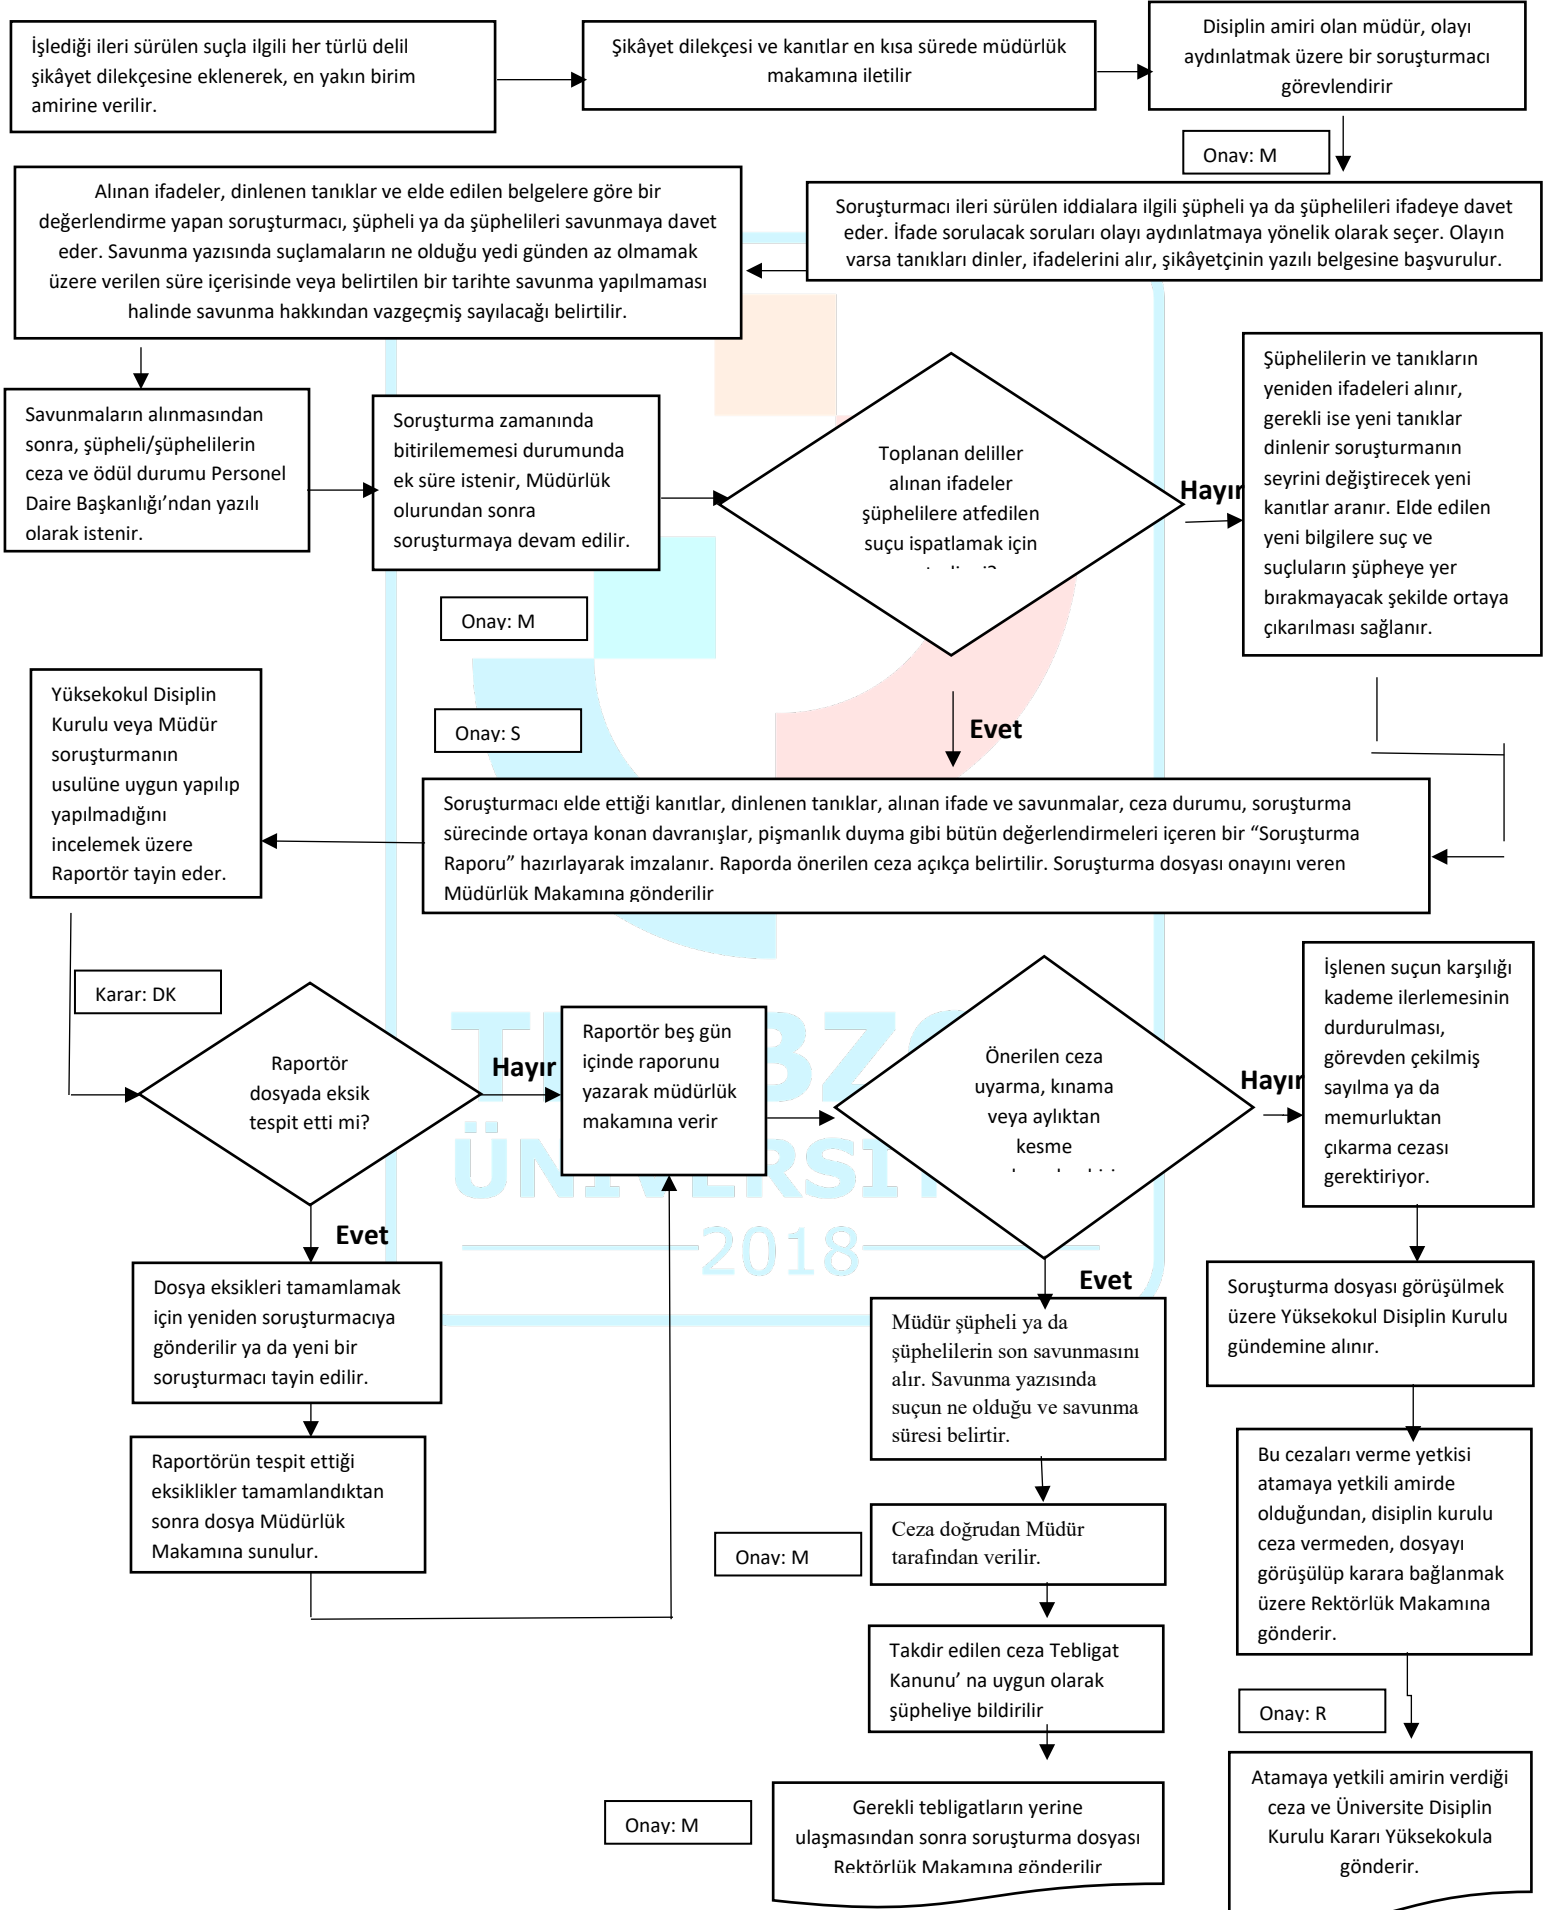 İşlediği ileri sürülen suçla ilgili her türlü delil
şikâyet dilekçesine eklenerek, en yakın birim
amirine verilir.
Şikâyet dilekçesi ve kanıtlar en kısa sürede müdürlük
makamına iletilir
Disiplin amiri olan müdür, olayı
aydınlatmak üzere bir soruşturmacı
görevlendirir
Onay: M
Soruşturmacı ileri sürülen iddialara ilgili şüpheli ya da şüphelileri ifadeye davet
eder. İfade sorulacak soruları olayı aydınlatmaya yönelik olarak seçer. Olayın
varsa tanıkları dinler, ifadelerini alır, şikâyetçinin yazılı belgesine başvurulur.
Alınan ifadeler, dinlenen tanıklar ve elde edilen belgelere göre bir
değerlendirme yapan soruşturmacı, şüpheli ya da şüphelileri savunmaya davet
eder. Savunma yazısında suçlamaların ne olduğu yedi günden az olmamak
üzere verilen süre içerisinde veya belirtilen bir tarihte savunma yapılmaması
halinde savunma hakkından vazgeçmiş sayılacağı belirtilir.
Savunmaların alınmasından
sonra, şüpheli/şüphelilerin
ceza ve ödül durumu Personel
Daire Başkanlığı’ndan yazılı
olarak istenir.
Soruşturma zamanında
bitirilememesi durumunda
ek süre istenir, Müdürlük
olurundan sonra
soruşturmaya devam edilir.
Onay: M
Toplanan deliller
alınan ifadeler
şüphelilere atfedilen
suçu ispatlamak için
Hayır
Şüphelilerin ve tanıkların
yeniden ifadeleri alınır,
gerekli ise yeni tanıklar
dinlenir soruşturmanın
seyrini değiştirecek yeni
kanıtlar aranır. Elde edilen
yeni bilgilere suç ve
suçluların şüpheye yer
bırakmayacak şekilde ortaya
çıkarılması sağlanır.
Evet
Onay: S
Soruşturmacı elde ettiği kanıtlar, dinlenen tanıklar, alınan ifade ve savunmalar, ceza durumu, soruşturma
sürecinde ortaya konan davranışlar, pişmanlık duyma gibi bütün değerlendirmeleri içeren bir “Soruşturma
Raporu” hazırlayarak imzalanır. Raporda önerilen ceza açıkça belirtilir. Soruşturma dosyası onayını veren
Müdürlük Makamına gönderilir
Yüksekokul Disiplin
Kurulu veya Müdür
soruşturmanın
usulüne uygun yapılıp
yapılmadığını
incelemek üzere
Raportör tayin eder.
Karar: DK
Raportör
dosyada eksik
tespit etti mi?
Hayır
Raportör beş gün
içinde raporunu
yazarak müdürlük
makamına verir
Önerilen ceza
uyarma, kınama
veya aylıktan
kesme
Hayır
İşlenen suçun karşılığı
kademe ilerlemesinin
durdurulması,
görevden çekilmiş
sayılma ya da
memurluktan
çıkarma cezası
gerektiriyor.
2018
Evet
Dosya eksikleri tamamlamak
için yeniden soruşturmacıya
gönderilir ya da yeni bir
soruşturmacı tayin edilir.
Raportörün tespit ettiği
eksiklikler tamamlandıktan
sonra dosya Müdürlük
Makamına sunulur.
Evet
Müdür şüpheli ya da
şüphelilerin son savunmasını
alır. Savunma yazısında
suçun ne olduğu ve savunma
süresi belirtir.
Onay: M
Ceza doğrudan Müdür
tarafından verilir.
Takdir edilen ceza Tebligat
Kanunu’ na uygun olarak
şüpheliye bildirilir
Onay: M
Gerekli tebligatların yerine
ulaşmasından sonra soruşturma dosyası
Rektörlük Makamına gönderilir
Soruşturma dosyası görüşülmek
üzere Yüksekokul Disiplin Kurulu
gündemine alınır.
Bu cezaları verme yetkisi
atamaya yetkili amirde
olduğundan, disiplin kurulu
ceza vermeden, dosyayı
görüşülüp karara bağlanmak
üzere Rektörlük Makamına
gönderir.
Onay: R
Atamaya yetkili amirin verdiği
ceza ve Üniversite Disiplin
Kurulu Kararı Yüksekokula
gönderir.